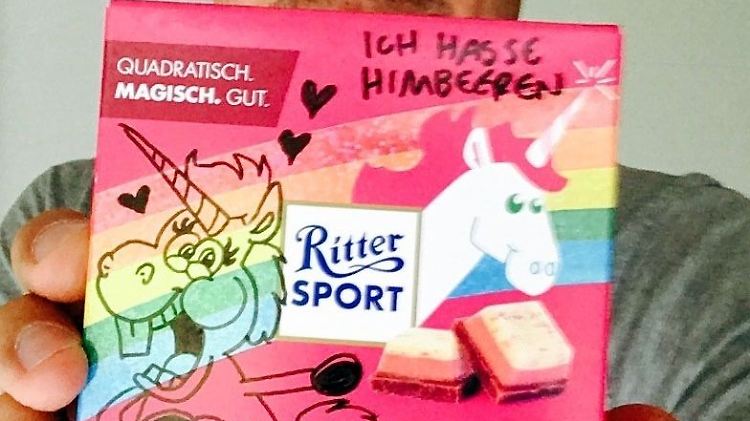 QUADRATISCH.
MAGISCH. GUT.
ICH HASSE
HIMBEEREN
Ritter
SPORT